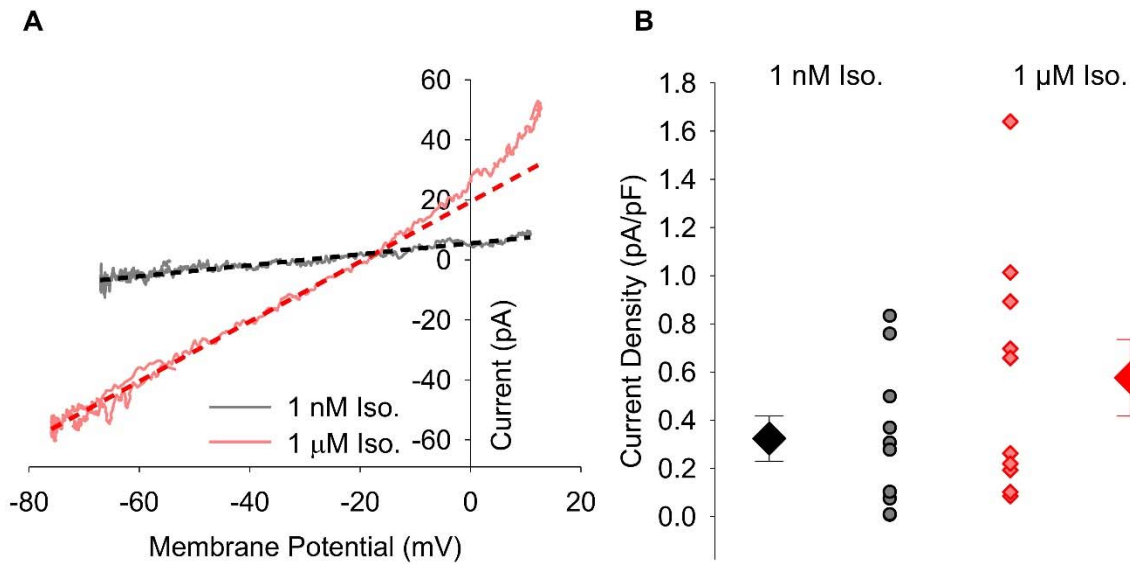 A
60
40
20
0
-20
-40
-60
Current (pA)
1 nM Iso.
1 μM Iso.
-80
-60
-40
-20
0
20
Membrane Potential (mV)
B
1 nM Iso.
1 µM Iso.
1.8
1.6
1.4
1.2
1.0
0.8
0.6
0.4
0.2
0.0
Current Density (pA/pF)